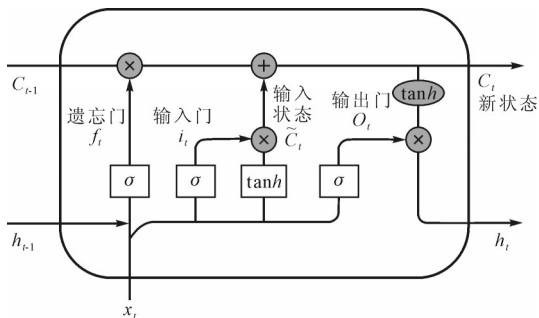 C_{t-1}
遗忘门
f_t
输入门
i_t
输入
状态
C̃_t
输出门
O_t
tanh
C_t
新状态
×
+
×
×
σ
σ
tanh
σ
h_{t-1}
h_t
x_t